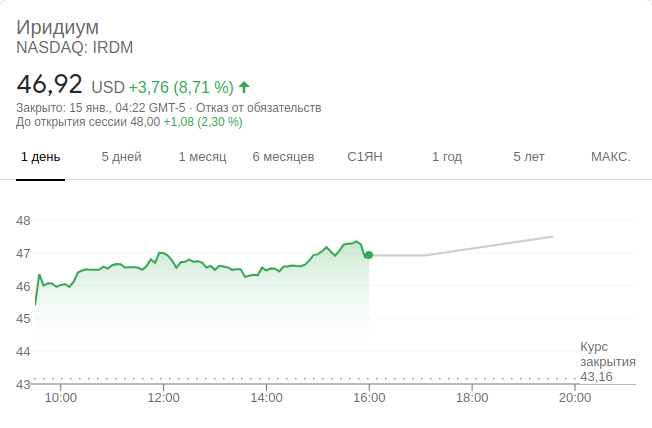 Иридиум
NASDAQ: IRDM
46,92 USD +3,76 (8,71 %)
Закрыто: 15 янв., 04:22 GMT-5 · Отказ от обязательств
До открытия сессии 48,00 +1,08 (2,30 %)
1 день 5 дней 1 месяц 6 месяцев С1ЯН 1 год 5 лет МАКС.
48
47
46
45
44
Курс
закрытия
43,16
43
10:00 12:00 14:00 16:00 18:00 20:00